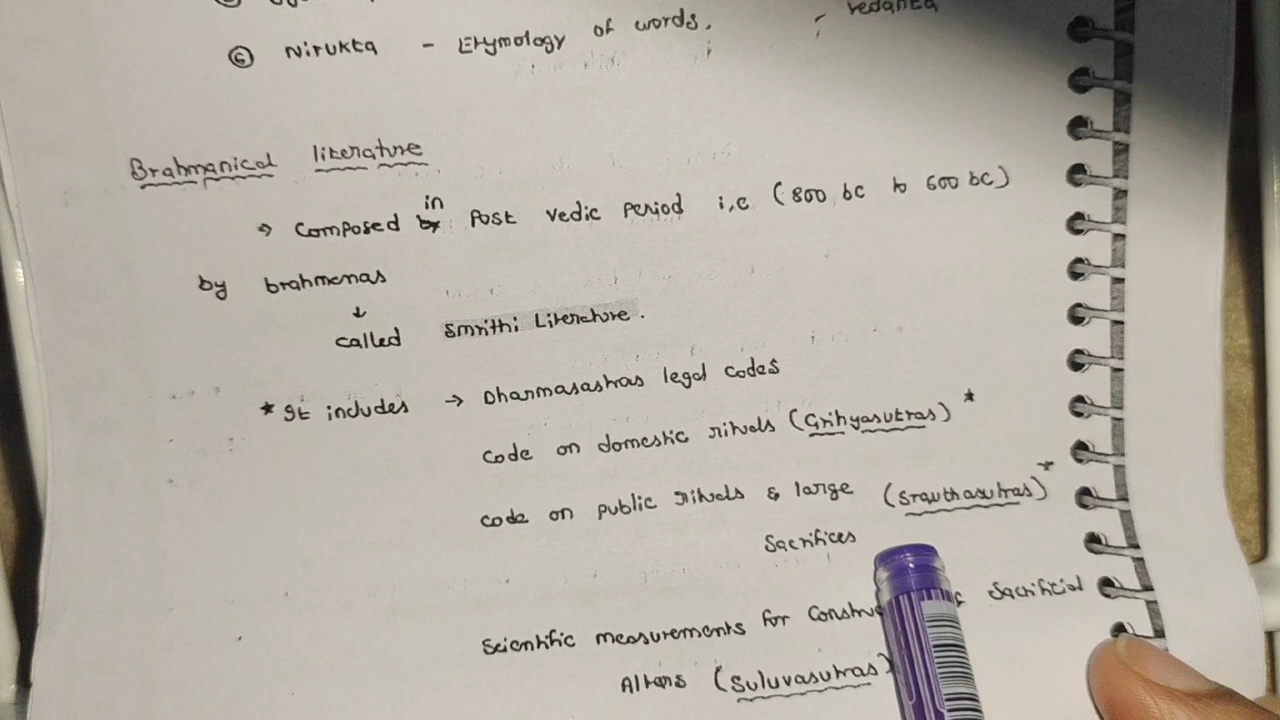 ⑥ Nirukta - Etymology of words. - vedanta
Brahmanical literature
⇒ Composed in Post vedic period i,e (800 bc to 600 bc)
by brahmenas
↓
called Smrithi Literature.
* It includes → Dharmasastras legal codes
code on domestic rituals (Grihyasutras) *
code on public rituals & large (Srauthasutras) *
Sacrifices
Scientific measurements for Sacrificial
Altars (Suluvasutras)